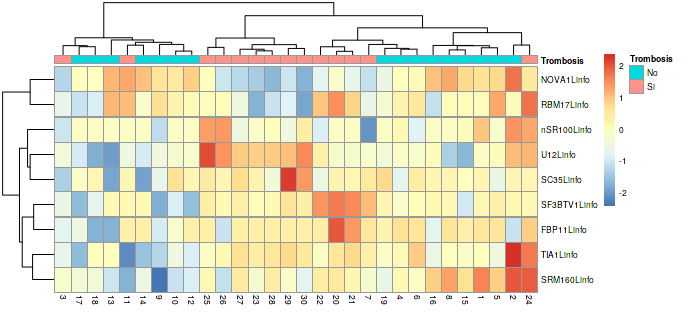 Trombosis
NOVA1Linfo
RBM17Linfo
nSR100Linfo
U12Linfo
SC35Linfo
SF3BTV1Linfo
FBP11Linfo
TIA1Linfo
SRM160Linfo
3 17 18 13 11 14 9 10 12 25 26 27 23 28 29 30 22 20 21 7 19 4 6 16 8 15 1 5 2 24
2
1
0
-1
-2
Trombosis
No
Si